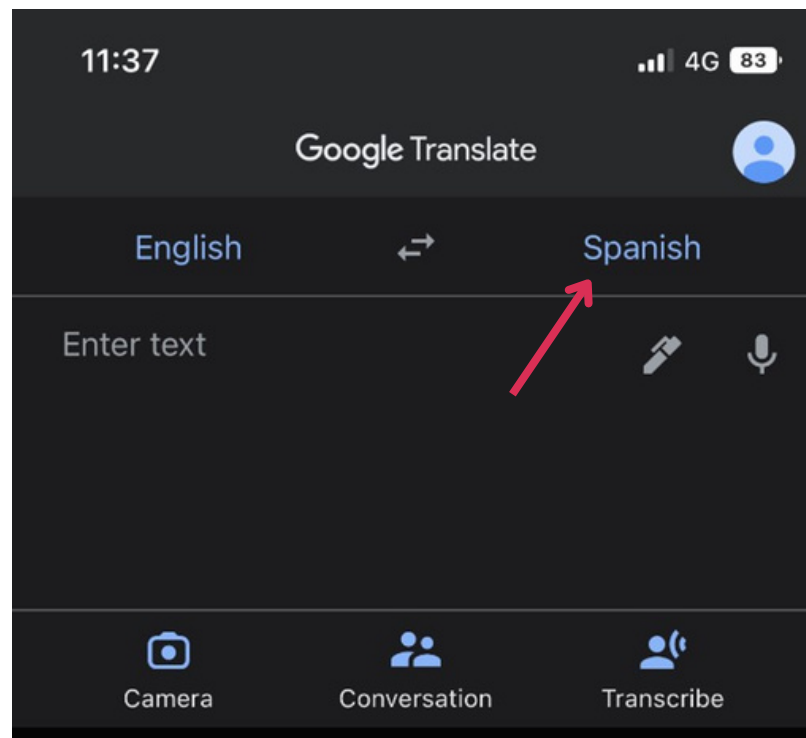 11:37 4G 83
Google Translate
English Spanish
Enter text
Camera Conversation Transcribe